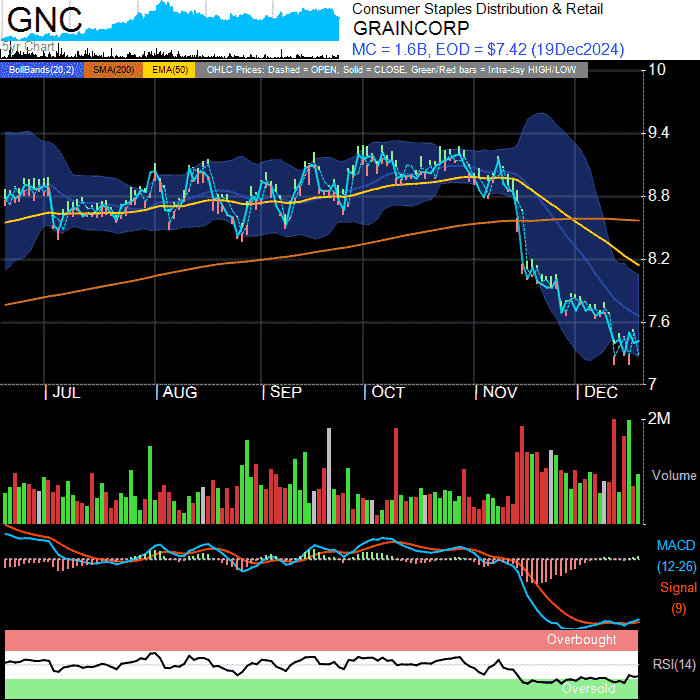 GNC
5yr Chart
Consumer Staples Distribution & Retail
GRAINCORP
MC = 1.6B, EOD = $7.42 (19Dec2024)
BollBands(20,2) SMA(200) EMA(50) OHLC Prices: Dashed = OPEN, Solid = CLOSE, Green/Red bars = Intra-day HIGH/LOW
10
9.4
8.8
8.2
7.6
7
| JUL | AUG | SEP | OCT | NOV | DEC
2M
Volume
MACD
(12-26)
Signal
(9)
Overbought
RSI(14)
Oversold